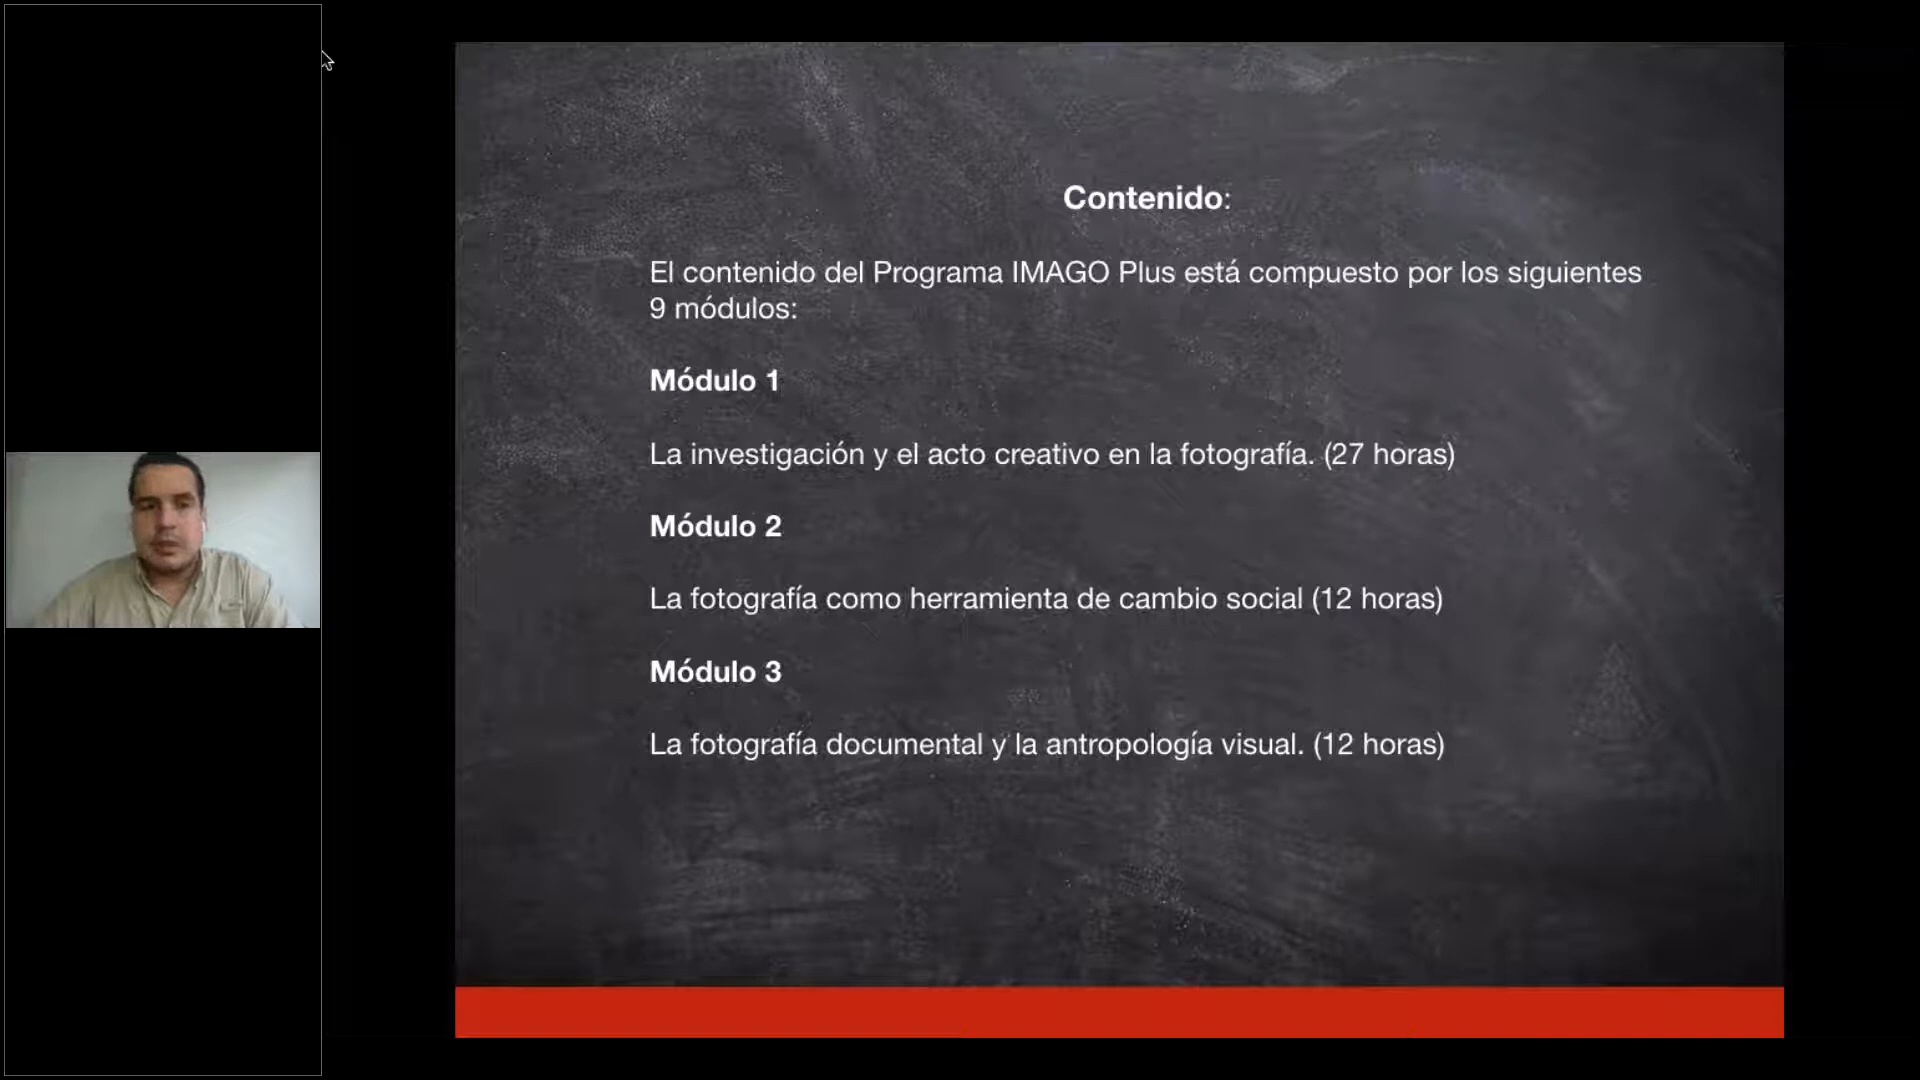 Contenido:
El contenido del Programa IMAGO Plus está compuesto por los siguientes
9 módulos:
Módulo 1
La investigación y el acto creativo en la fotografía. (27 horas)
Módulo 2
La fotografía como herramienta de cambio social (12 horas)
Módulo 3
La fotografía documental y la antropología visual. (12 horas)